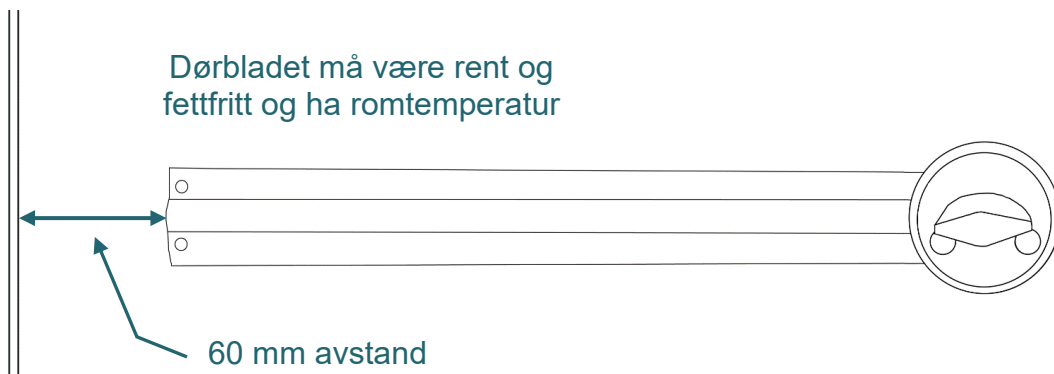 Dørbladet må være rent og
fettfritt og ha romtemperatur
60 mm avstand